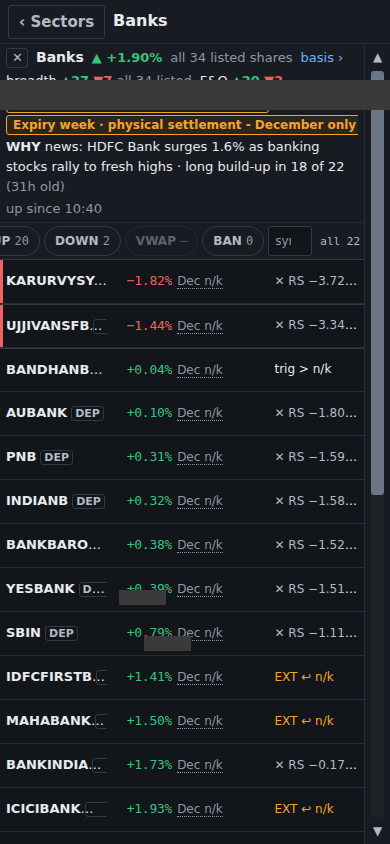 ‹ Sectors Banks
✕ Banks ▲ +1.90% all 34 listed shares basis ›
Expiry week · physical settlement - December only
WHY news: HDFC Bank surges 1.6% as banking
stocks rally to fresh highs · long build-up in 18 of 22
(31h old)
up since 10:40
UP 20 DOWN 2 VWAP — BAN 0 syı all 22
KARURVYSY... −1.82% Dec n/k ✕ RS −3.72...
UJJIVANSFB... −1.44% Dec n/k ✕ RS −3.34...
BANDHANB... +0.04% Dec n/k trig > n/k
AUBANK DEP +0.10% Dec n/k ✕ RS −1.80...
PNB DEP +0.31% Dec n/k ✕ RS −1.59...
INDIANB DEP +0.32% Dec n/k ✕ RS −1.58...
BANKBARO... +0.38% Dec n/k ✕ RS −1.52...
YESBANK D... +0.39% Dec n/k ✕ RS −1.51...
SBIN DEP +0.79% Dec n/k ✕ RS −1.11...
IDFCFIRSTB... +1.41% Dec n/k EXT ↩ n/k
MAHABANK... +1.50% Dec n/k EXT ↩ n/k
BANKINDIA... +1.73% Dec n/k ✕ RS −0.17...
ICICIBANK... +1.93% Dec n/k EXT ↩ n/k